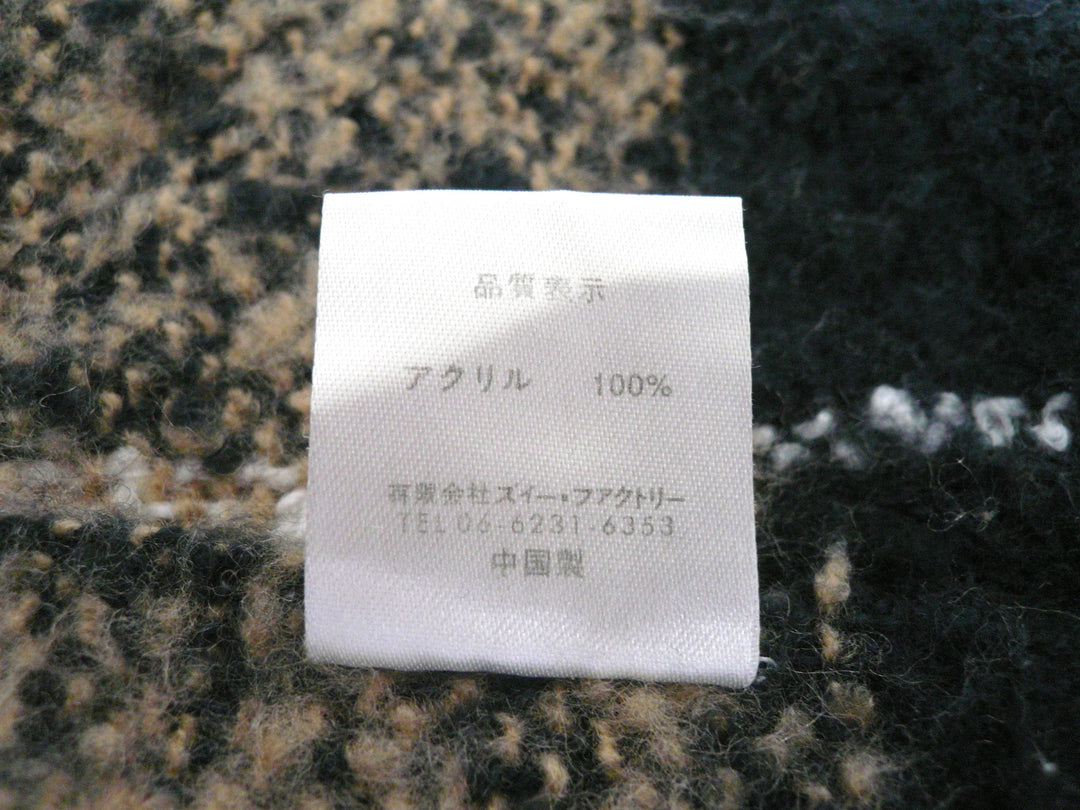 品質表示
アクリル 100%
有限会社スイー・ファクトリー
TEL 06-6231-6353
中国製